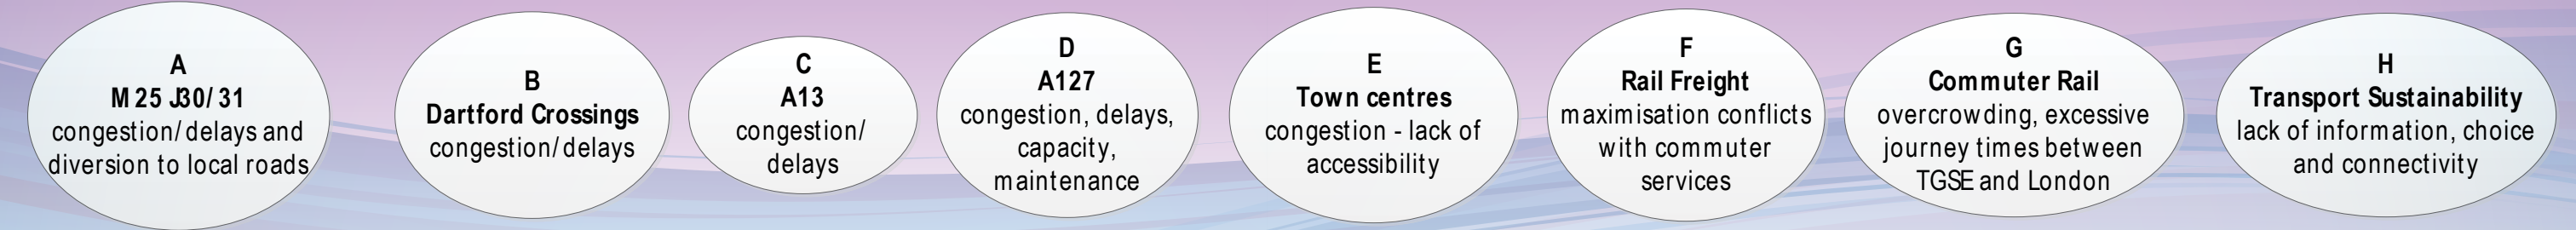 A
M25 J30/31
congestion/delays and
diversion to local roads
B
Dartford Crossings
congestion/delays
C
A13
congestion/
delays
D
A127
congestion, delays,
capacity,
maintenance
E
Town centres
congestion - lack of
accessibility
F
Rail Freight
maximisation conflicts
with commuter
services
G
Commuter Rail
overcrowding, excessive
journey times between
TGSE and London
H
Transport Sustainability
lack of information, choice
and connectivity